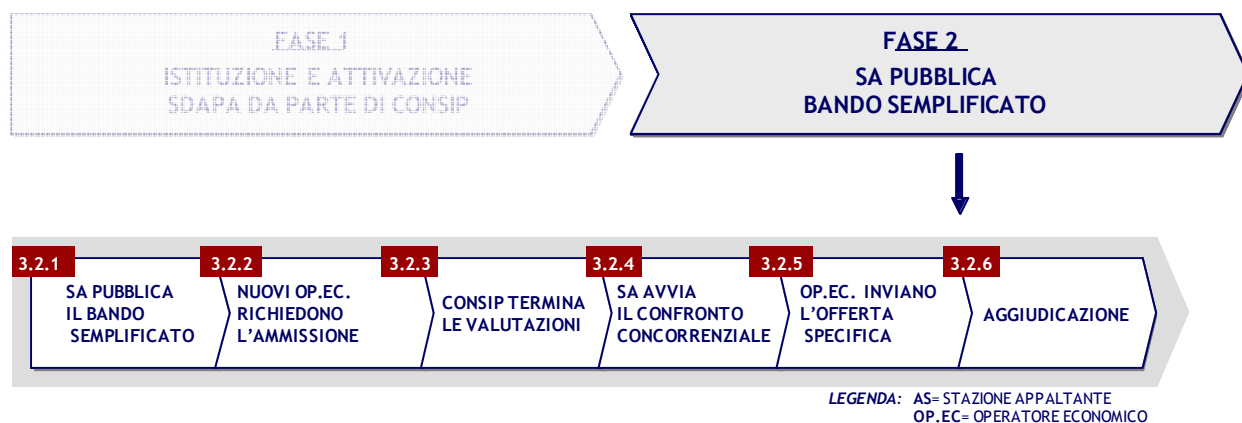 FASE 1
ISTITUZIONE E ATTIVAZIONE
SDAPA DA PARTE DI CONSIP
FASE 2
SA PUBBLICA
BANDO SEMPLIFICATO
3.2.1
SA PUBBLICA
IL BANDO
SEMPLIFICATO
3.2.2
NUOVI OP.EC.
RICHIEDONO
L'AMMISSIONE
3.2.3
CONSIP TERMINA
LE VALUTAZIONI
3.2.4
SA AVVIA
IL CONFRONTO
CONCORRENZIALE
3.2.5
OP.EC. INVIANO
L'OFFERTA
SPECIFICA
3.2.6
AGGIUDICAZIONE
LEGENDA: AS= STAZIONE APPALTANTE
OP.EC= OPERATORE ECONOMICO